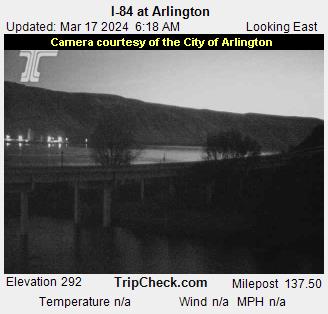 I-84 at Arlington
Updated: Mar 17 2024 6:18 AM Looking East
Camera courtesy of the City of Arlington
Elevation 292 TripCheck.com Milepost 137.50
Temperature n/a Wind n/a MPH n/a